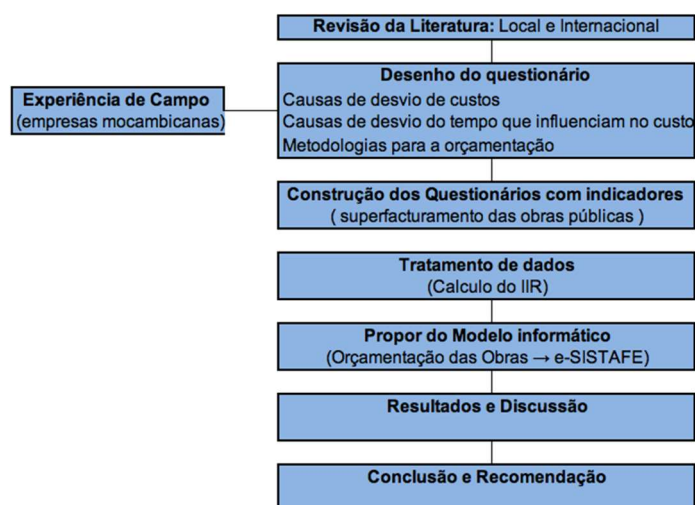 Revisão da Literatura: Local e Internacional
Desenho do questionário
Causas de desvio de custos
Causas de desvio do tempo que influenciam no custo
Metodologias para a orçamentação
Experiência de Campo
(empresas mocambicanas)
Construção dos Questionários com indicadores
( superfacturamento das obras públicas )
Tratamento de dados
(Calculo do IIR)
Propor do Modelo informático
(Orçamentação das Obras → e-SISTAFE)
Resultados e Discussão
Conclusão e Recomendação